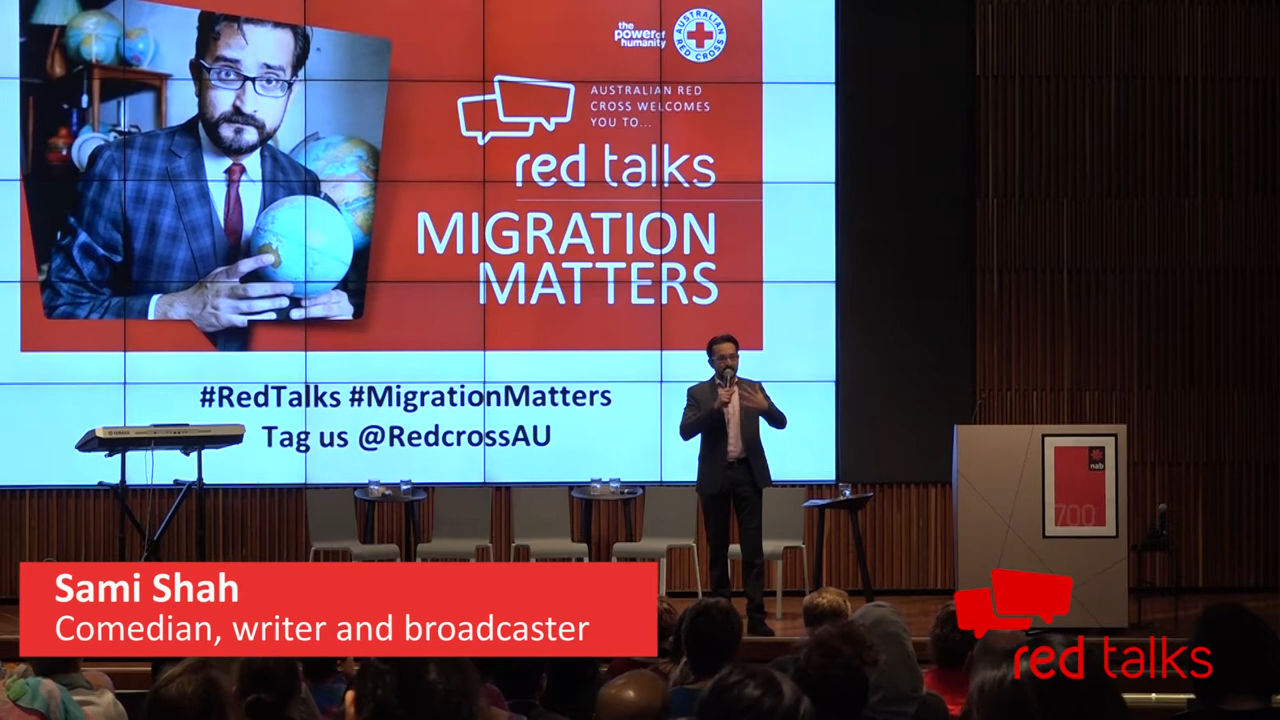 the
power of
humanity
AUSTRALIAN RED CROSS
AUSTRALIAN RED
CROSS WELCOMES
YOU TO...
red talks
MIGRATION
MATTERS
#RedTalks #MigrationMatters
Tag us @RedcrossAU
YAMAHA
nab
700
Sami Shah
Comedian, writer and broadcaster
red talks